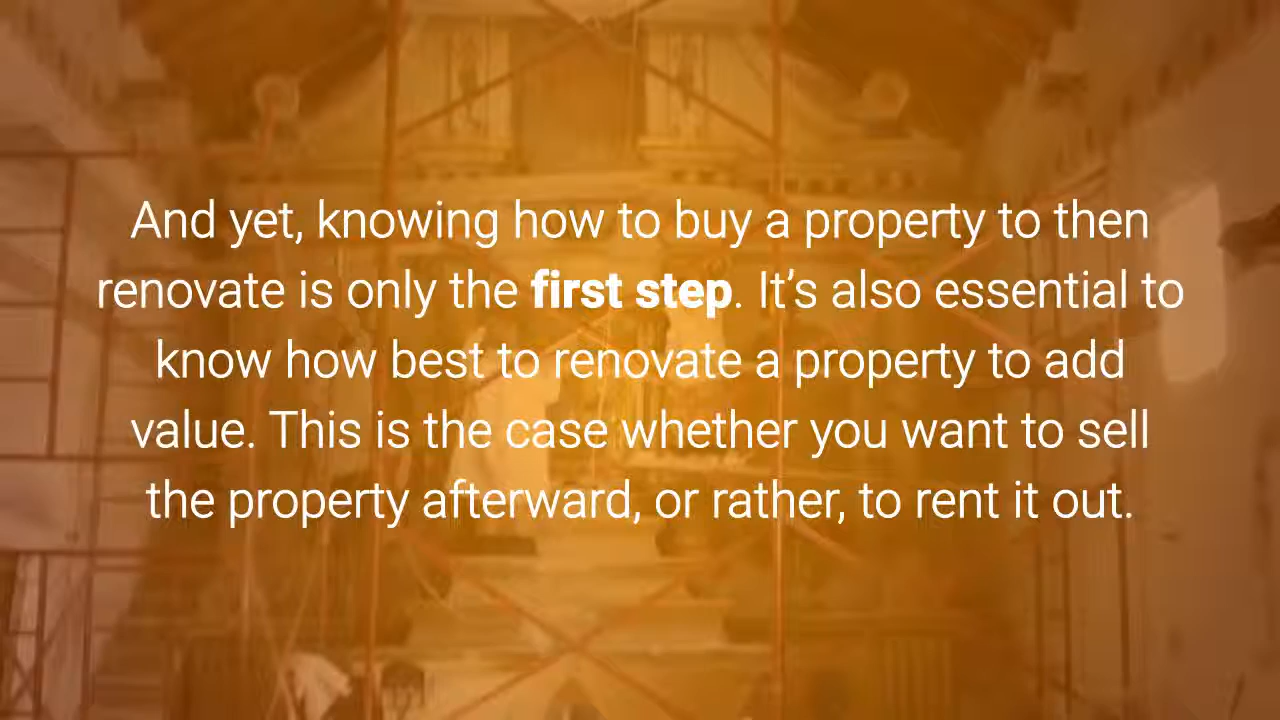 And yet, knowing how to buy a property to then
renovate is only the first step. It’s also essential to
know how best to renovate a property to add
value. This is the case whether you want to sell
the property afterward, or rather, to rent it out.